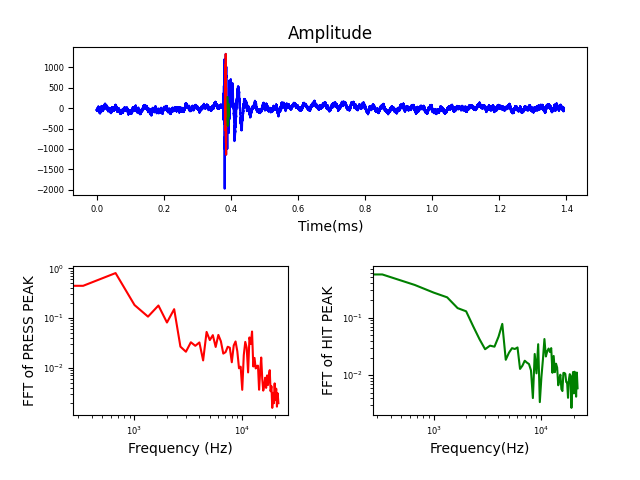 Amplitude
1000
500
0
−500
−1000
−1500
−2000
0.0 0.2 0.4 0.6 0.8 1.0 1.2 1.4
Time(ms)
FFT of PRESS PEAK
10⁰
10⁻¹
10⁻²
10³ 10⁴
Frequency (Hz)
FFT of HIT PEAK
10⁻¹
10⁻²
10³ 10⁴
Frequency(Hz)